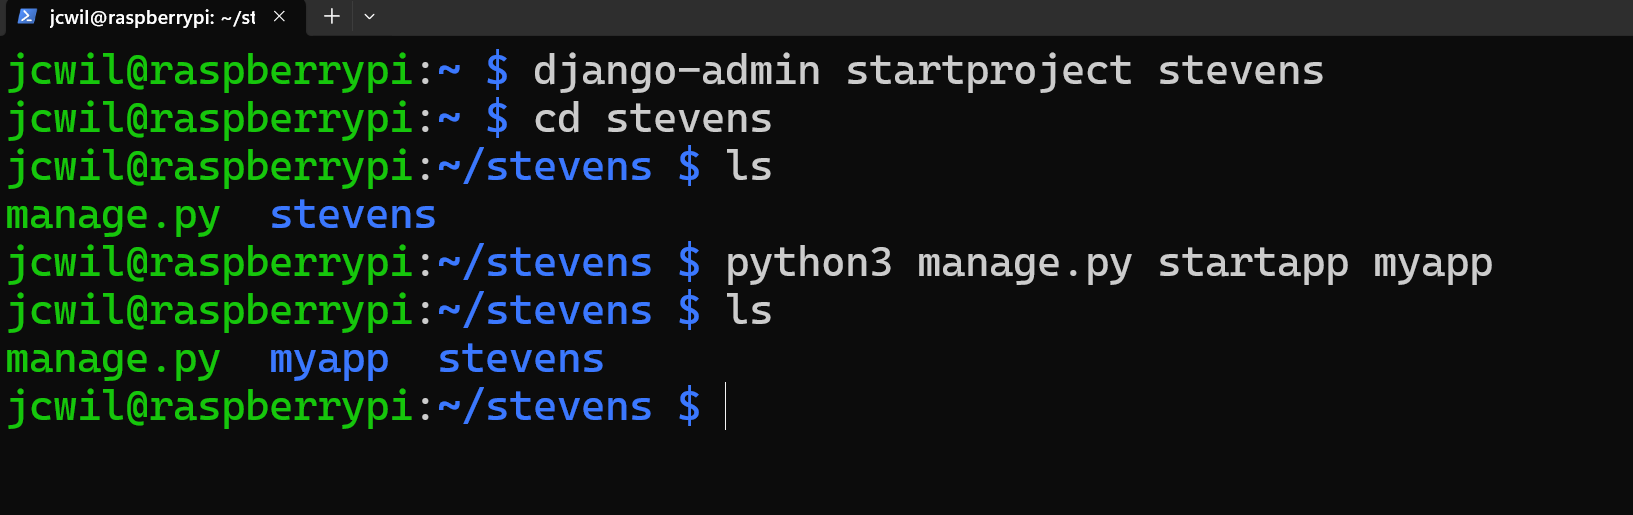 jcwil@raspberrypi: ~/st
jcwil@raspberrypi:~ $ django-admin startproject stevens
jcwil@raspberrypi:~ $ cd stevens
jcwil@raspberrypi:~/stevens $ ls
manage.py  stevens
jcwil@raspberrypi:~/stevens $ python3 manage.py startapp myapp
jcwil@raspberrypi:~/stevens $ ls
manage.py  myapp  stevens
jcwil@raspberrypi:~/stevens $